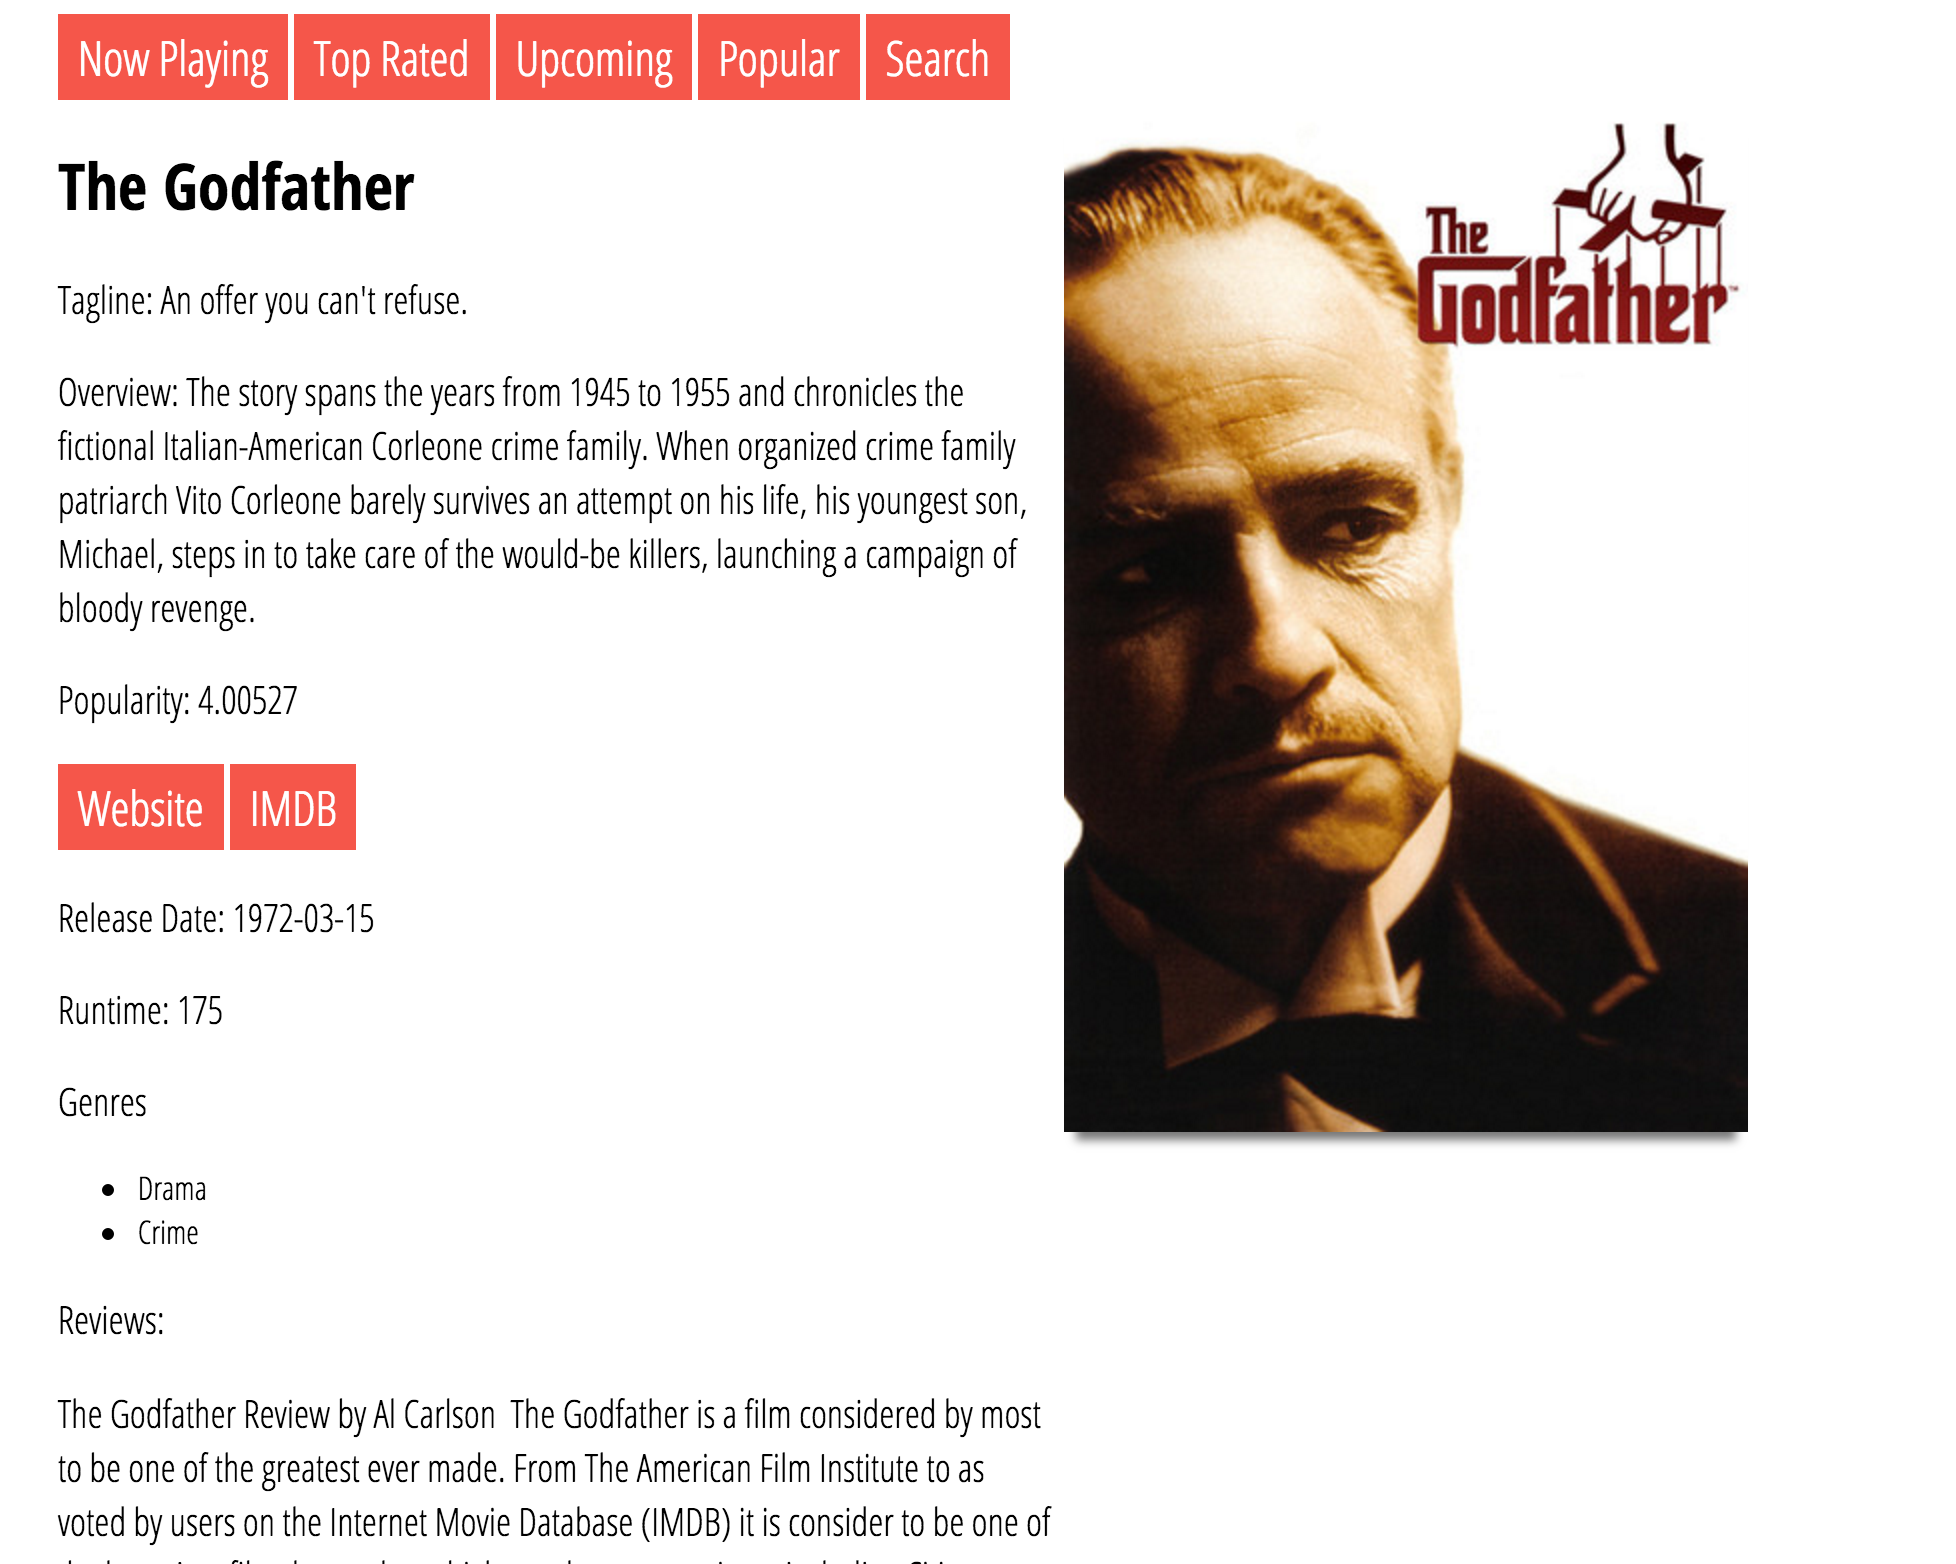 Now Playing Top Rated Upcoming Popular Search
The Godfather
The
Godfather™
Tagline: An offer you can't refuse.
Overview: The story spans the years from 1945 to 1955 and chronicles the
fictional Italian-American Corleone crime family. When organized crime family
patriarch Vito Corleone barely survives an attempt on his life, his youngest son,
Michael, steps in to take care of the would-be killers, launching a campaign of
bloody revenge.
Popularity: 4.00527
Website IMDB
Release Date: 1972-03-15
Runtime: 175
Genres
• Drama
• Crime
Reviews:
The Godfather Review by Al Carlson  The Godfather is a film considered by most
to be one of the greatest ever made. From The American Film Institute to as
voted by users on the Internet Movie Database (IMDB) it is consider to be one of